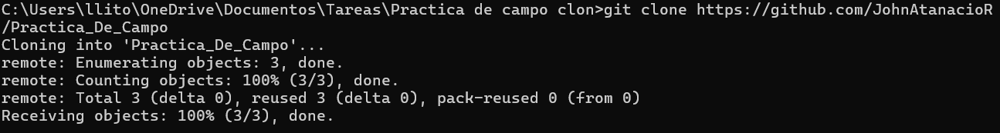 C:\Users\llito\OneDrive\Documentos\Tareas\Practica de campo clon>git clone https://github.com/JohnAtanacioR
/Practica_De_Campo
Cloning into 'Practica_De_Campo'...
remote: Enumerating objects: 3, done.
remote: Counting objects: 100% (3/3), done.
remote: Total 3 (delta 0), reused 3 (delta 0), pack-reused 0 (from 0)
Receiving objects: 100% (3/3), done.